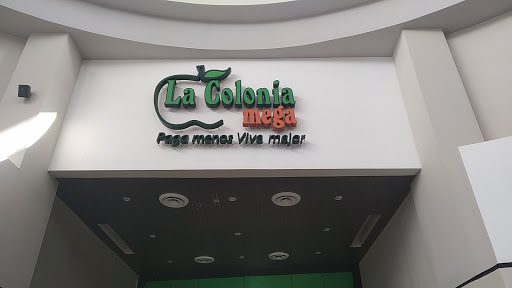 La Colonia
mega
Paga menos Viva mejor